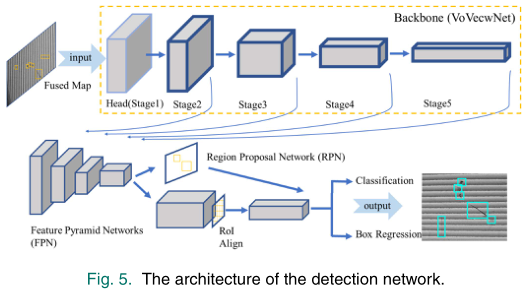 Backbone (VoVecwNet)
input
Fused Map
Head(Stage1)
Stage2
Stage3
Stage4
Stage5
Region Proposal Network (RPN)
Classification
output
Box Regression
RoI
Align
Feature Pyramid Networks
(FPN)
Fig. 5. The architecture of the detection network.